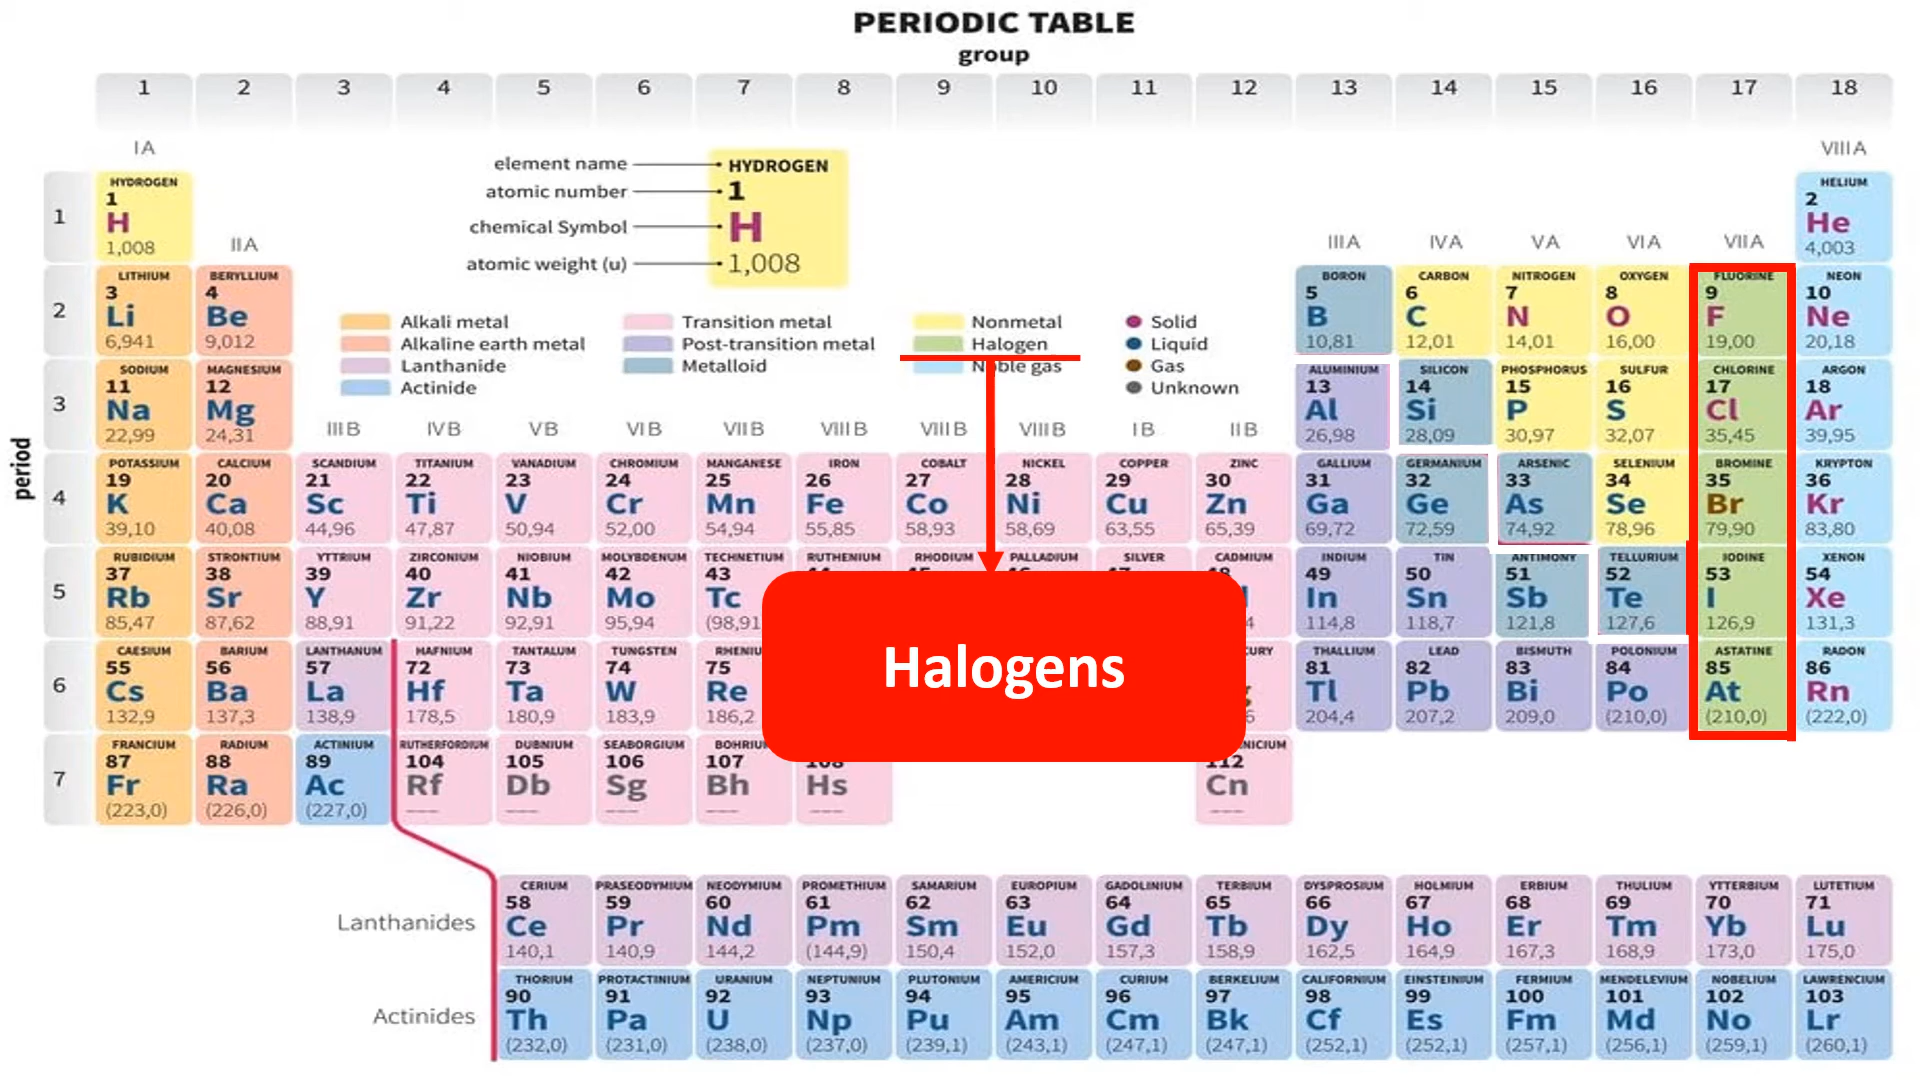 PERIODIC TABLE
group
1 2 3 4 5 6 7 8 9 10 11 12 13 14 15 16 17 18
IA
VIIIA
element name HYDROGEN
atomic number 1
chemical Symbol H
atomic weight (u) 1,008
1
HYDROGEN HELIUM
1 2
H He
1,008 4,003
IIA IIIA IVA VA VIA VIIA
2
LITHIUM BERYLLIUM BORON CARBON NITROGEN OXYGEN FLUORINE NEON
3 4 5 6 7 8 9 10
Li Be B C N O F Ne
6,941 9,012 10,81 12,01 14,01 16,00 19,00 20,18
Alkali metal Transition metal Nonmetal Solid
Alkaline earth metal Post-transition metal Halogen Liquid
Lanthanide Metalloid Noble gas Gas
Actinide Unknown
period
3
SODIUM MAGNESIUM ALUMINIUM SILICON PHOSPHORUS SULFUR CHLORINE ARGON
11 12 13 14 15 16 17 18
Na Mg Al Si P S Cl Ar
22,99 24,31 26,98 28,09 30,97 32,07 35,45 39,95
IIIB IVB VB VIB VIIB VIIIB VIIIB VIIIB IB IIB
4
POTASSIUM CALCIUM SCANDIUM TITANIUM VANADIUM CHROMIUM MANGANESE IRON COBALT NICKEL COPPER ZINC GALLIUM GERMANIUM ARSENIC SELENIUM BROMINE KRYPTON
19 20 21 22 23 24 25 26 27 28 29 30 31 32 33 34 35 36
K Ca Sc Ti V Cr Mn Fe Co Ni Cu Zn Ga Ge As Se Br Kr
39,10 40,08 44,96 47,87 50,94 52,00 54,94 55,85 58,93 58,69 63,55 65,39 69,72 72,59 74,92 78,96 79,90 83,80
5
RUBIDIUM STRONTIUM YTTRIUM ZIRCONIUM NIOBIUM MOLYBDENUM TECHNETIUM RUTHENIUM RHODIUM PALLADIUM SILVER CADMIUM INDIUM TIN ANTIMONY TELLURIUM IODINE XENON
37 38 39 40 41 42 43 49 50 51 52 53 54
Rb Sr Y Zr Nb Mo Tc In Sn Sb Te I Xe
85,47 87,62 88,91 91,22 92,91 95,94 (98,91 114,8 118,7 121,8 127,6 126,9 131,3
Halogens
6
CAESIUM BARIUM LANTHANUM HAFNIUM TANTALUM TUNGSTEN THALLIUM LEAD BISMUTH POLONIUM ASTATINE RADON
55 56 57 72 73 74 75 81 82 83 84 85 86
Cs Ba La Hf Ta W Re Tl Pb Bi Po At Rn
132,9 137,3 138,9 178,5 180,9 183,9 186,2 204,4 207,2 209,0 (210,0) (210,0) (222,0)
7
FRANCIUM RADIUM ACTINIUM RUTHERFORDIUM DUBNIUM SEABORGIUM
87 88 89 104 105 106 107 108 112
Fr Ra Ac Rf Db Sg Bh Hs Cn
(223,0) (226,0) (227,0) --- --- --- --- ---
Lanthanides
CERIUM PRASEODYMIUM NEODYMIUM PROMETHIUM SAMARIUM EUROPIUM GADOLINIUM TERBIUM DYSPROSIUM HOLMIUM ERBIUM THULIUM YTTERBIUM LUTETIUM
58 59 60 61 62 63 64 65 66 67 68 69 70 71
Ce Pr Nd Pm Sm Eu Gd Tb Dy Ho Er Tm Yb Lu
140,1 140,9 144,2 (144,9) 150,4 152,0 157,3 158,9 162,5 164,9 167,3 168,9 173,0 175,0
Actinides
THORIUM PROTACTINIUM URANIUM NEPTUNIUM PLUTONIUM AMERICIUM CURIUM BERKELIUM CALIFORNIUM EINSTEINIUM FERMIUM MENDELEVIUM NOBELIUM LAWRENCIUM
90 91 92 93 94 95 96 97 98 99 100 101 102 103
Th Pa U Np Pu Am Cm Bk Cf Es Fm Md No Lr
(232,0) (231,0) (238,0) (237,0) (239,1) (243,1) (247,1) (247,1) (252,1) (252,1) (257,1) (256,1) (259,1) (260,1)